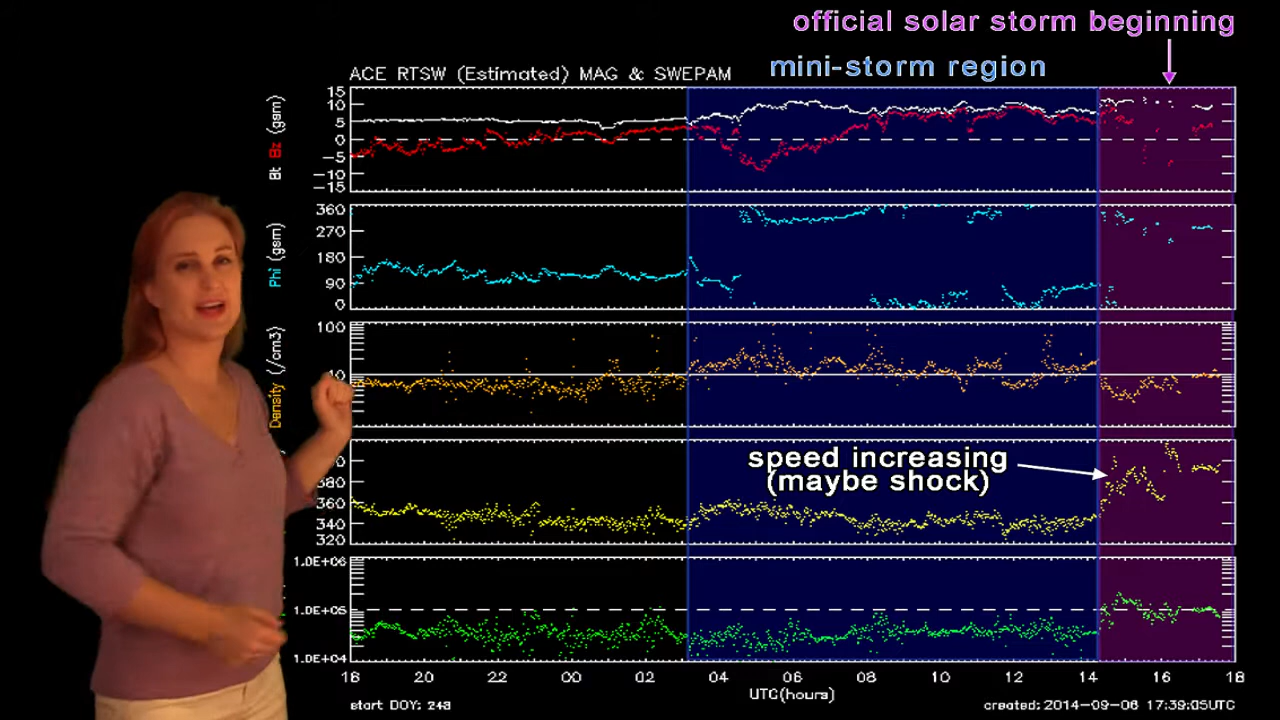 official solar storm beginning
ACE RTSW (Estimated) MAG & SWEPAM
mini-storm region
Bt Bz (gsm)
15
10
5
0
-5
-10
-15
Phi (gsm)
360
270
180
90
0
Density (/cm3)
100
10
speed increasing
(maybe shock)
380
360
340
320
1.0E+06
1.0E+05
1.0E+04
18 20 22 00 02 04 06 08 10 12 14 16 18
UTC(hours)
start DOY: 248
created: 2014-09-06 17:39:05UTC